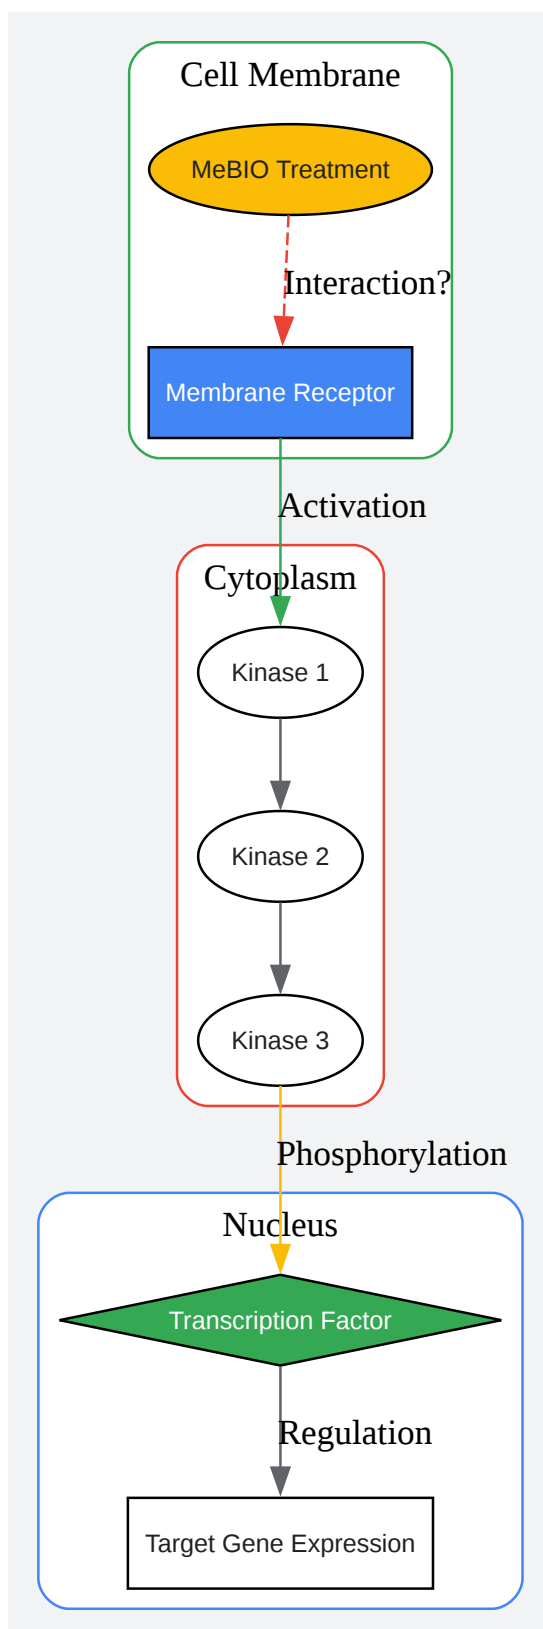 Cell Membrane
MeBIO Treatment
Interaction?
Membrane Receptor
Activation
Cytoplasm
Kinase 1
Kinase 2
Kinase 3
Phosphorylation
Nucleus
Transcription Factor
Regulation
Target Gene Expression